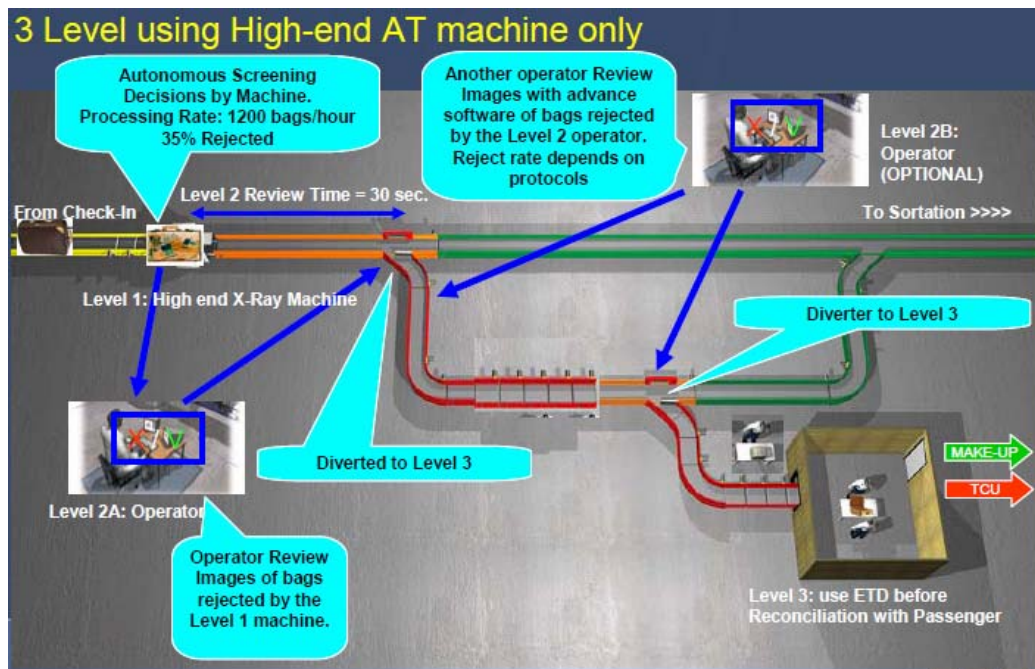 3 Level using High-end AT machine only
Autonomous Screening
Decisions by Machine.
Processing Rate: 1200 bags/hour
35% Rejected
Another operator Review
Images with advance
software of bags rejected
by the Level 2 operator.
Reject rate depends on
protocols
Level 2B:
Operator
(OPTIONAL)
Level 2 Review Time = 30 sec.
From Check-In
To Sortation >>>>
Level 1: High end X-Ray Machine
Diverter to Level 3
Diverted to Level 3
MAKE-UP
TCU
Level 2A: Operator
Operator Review
Images of bags
rejected by the
Level 1 machine.
Level 3: use ETD before
Reconciliation with Passenger